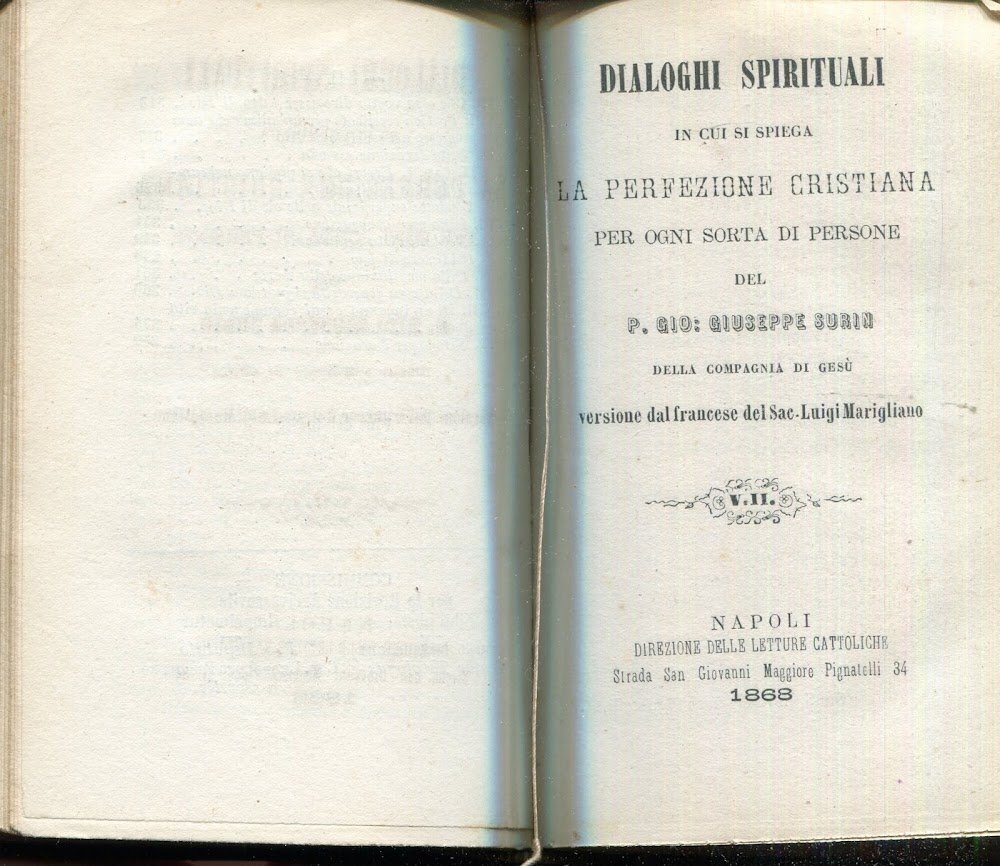 DIALOGHI SPIRITUALI
IN CUI SI SPIEGA
LA PERFEZIONE CRISTIANA
PER OGNI SORTA DI PERSONE
DEL
P. GIO: GIUSEPPE SURIN
DELLA COMPAGNIA DI GESÙ
versione dal francese del Sac-Luigi Marigliano
V.II.
NAPOLI
DIREZIONE DELLE LETTURE CATTOLICHE
Strada San Giovanni Maggiore Pignatelli 34
1868